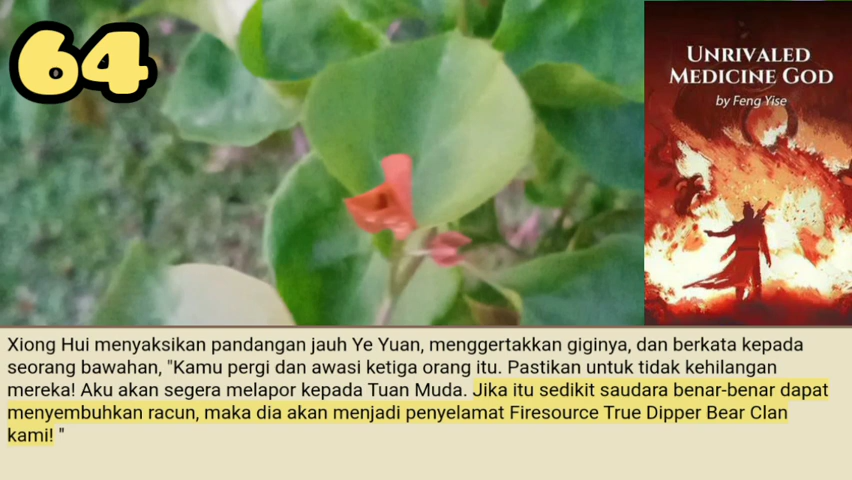 64
UNRIVALED
MEDICINE GOD
by Feng Yise
Xiong Hui menyaksikan pandangan jauh Ye Yuan, menggertakkan giginya, dan berkata kepada
seorang bawahan, "Kamu pergi dan awasi ketiga orang itu. Pastikan untuk tidak kehilangan
mereka! Aku akan segera melapor kepada Tuan Muda. Jika itu sedikit saudara benar-benar dapat
menyembuhkan racun, maka dia akan menjadi penyelamat Firesource True Dipper Bear Clan
kami! "